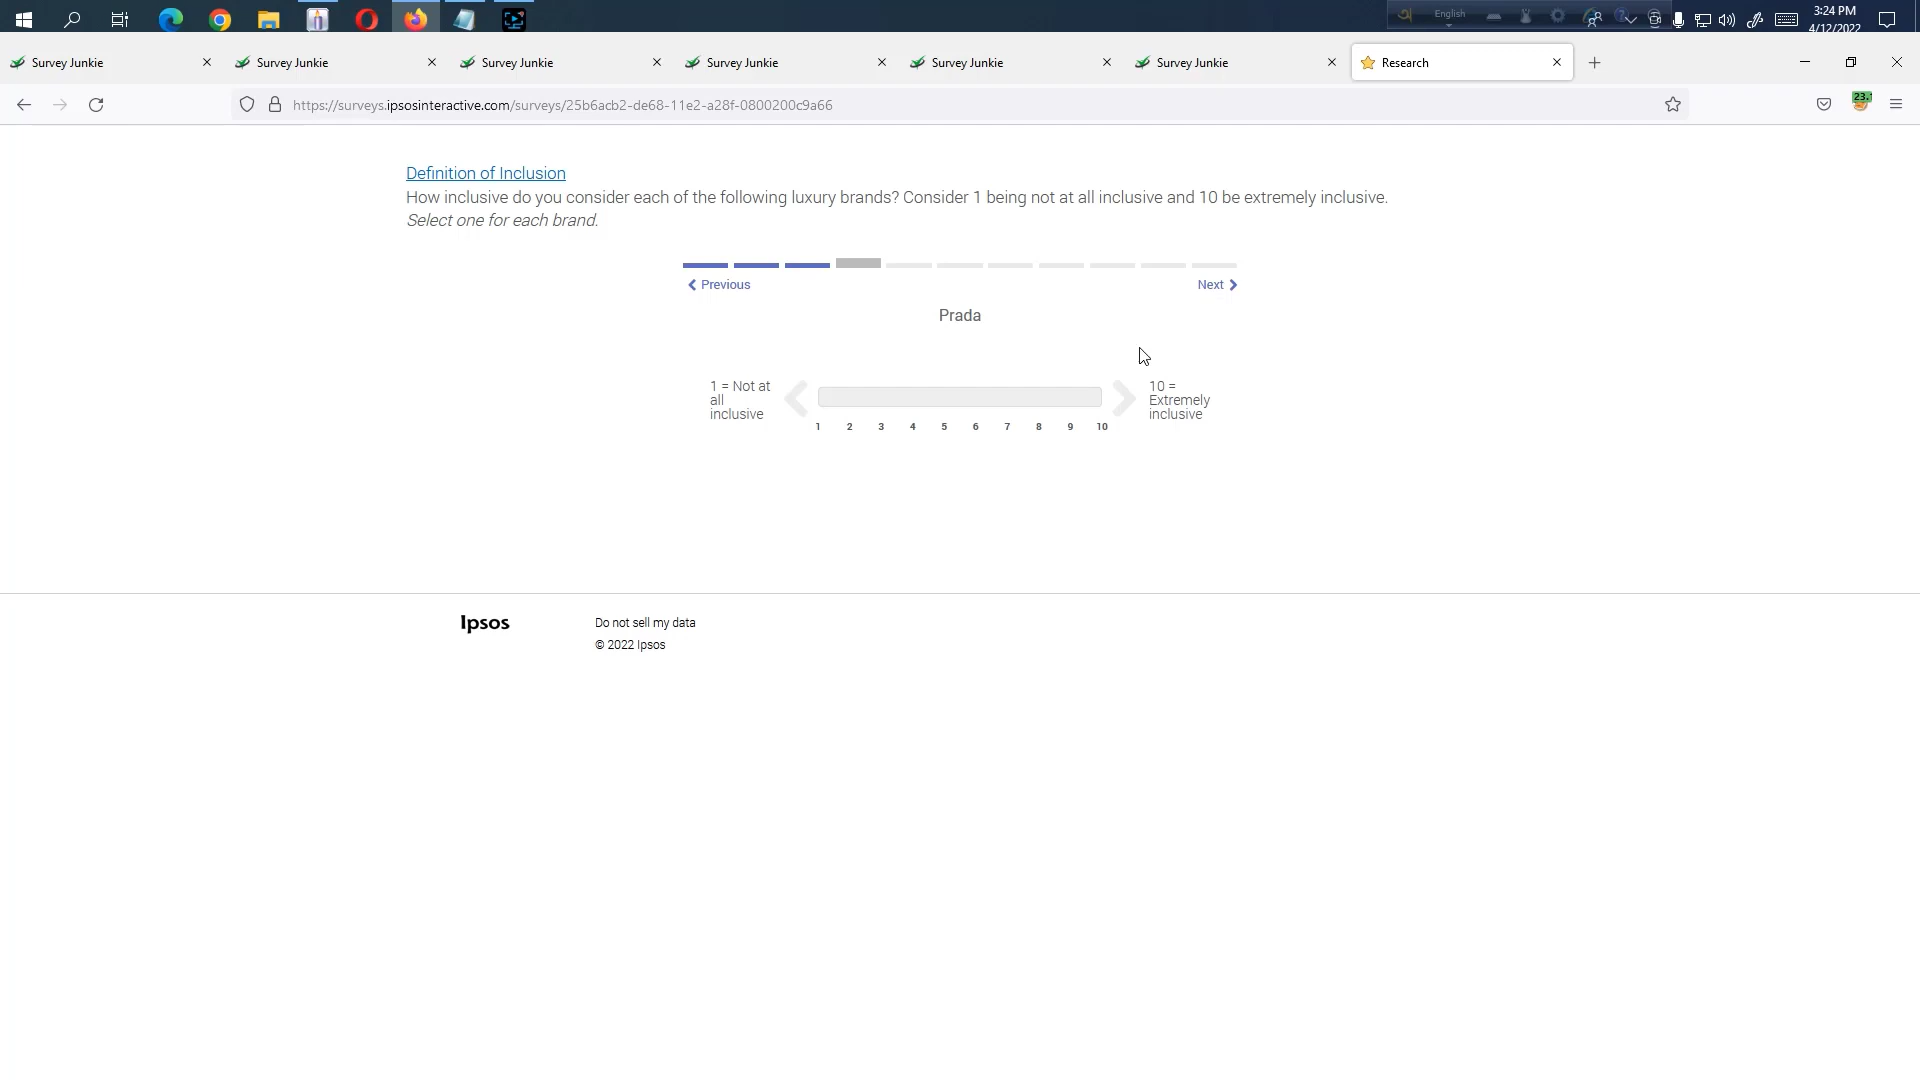 English
3:24 PM
4/12/2022
Survey Junkie
Survey Junkie
Survey Junkie
Survey Junkie
Survey Junkie
Survey Junkie
Research
https://surveys.ipsosinteractive.com/surveys/25b6acb2-de68-11e2-a28f-0800200c9a66
Definition of Inclusion
How inclusive do you consider each of the following luxury brands? Consider 1 being not at all inclusive and 10 be extremely inclusive.
Select one for each brand.
Previous
Next
Prada
1 = Not at
all
inclusive
10 =
Extremely
inclusive
1 2 3 4 5 6 7 8 9 10
Ipsos
Do not sell my data
© 2022 Ipsos